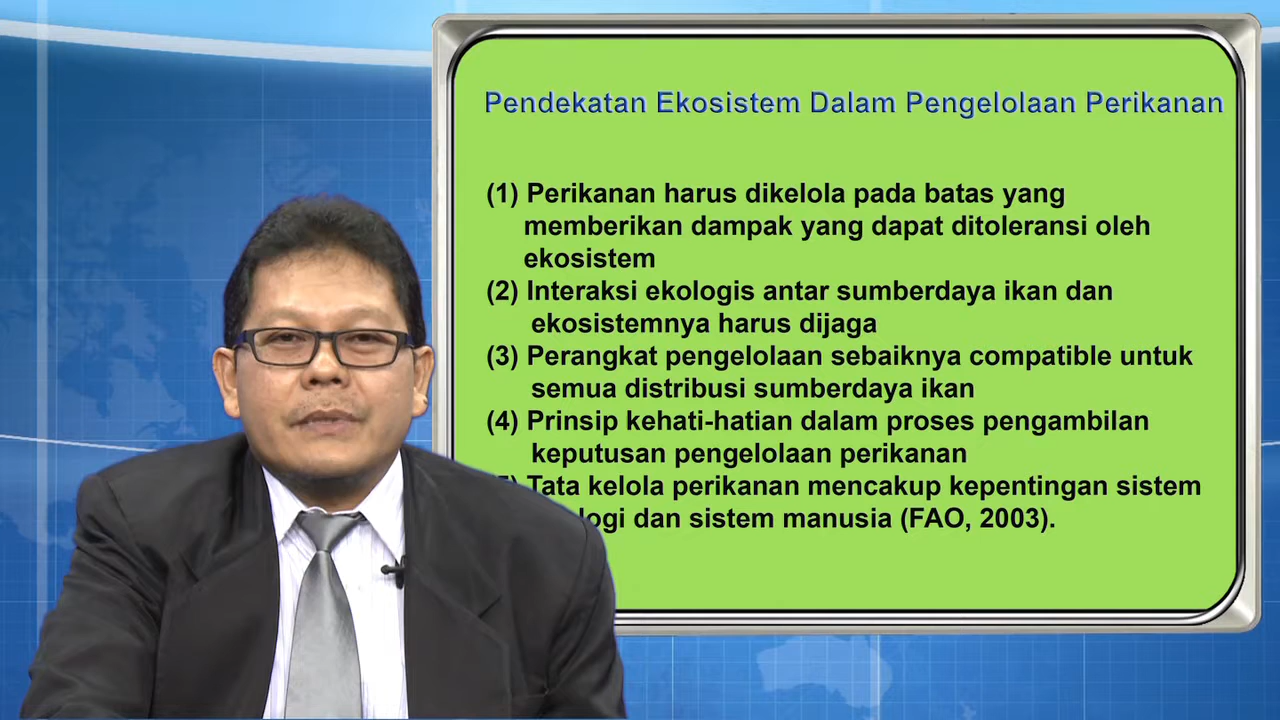 Pendekatan Ekosistem Dalam Pengelolaan Perikanan
(1) Perikanan harus dikelola pada batas yang
memberikan dampak yang dapat ditoleransi oleh
ekosistem
(2) Interaksi ekologis antar sumberdaya ikan dan
ekosistemnya harus dijaga
(3) Perangkat pengelolaan sebaiknya compatible untuk
semua distribusi sumberdaya ikan
(4) Prinsip kehati-hatian dalam proses pengambilan
keputusan pengelolaan perikanan
Tata kelola perikanan mencakup kepentingan sistem
dan sistem manusia (FAO, 2003).